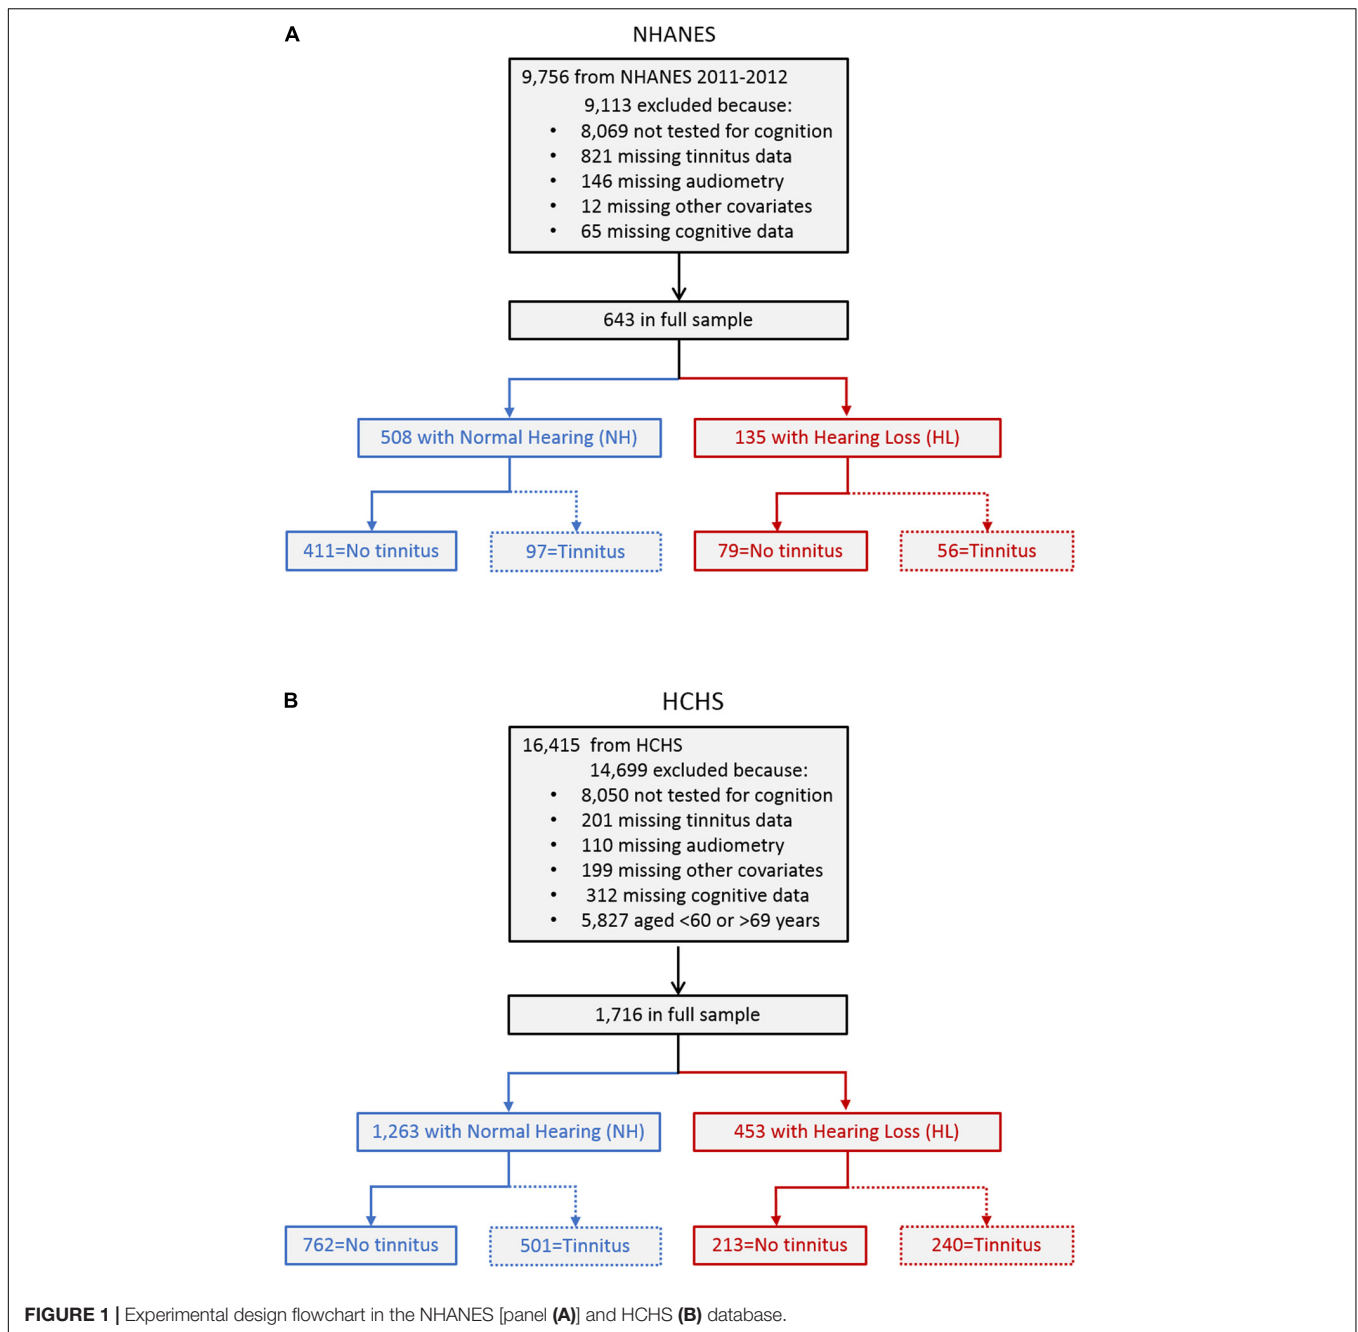 A
NHANES
9,756 from NHANES 2011-2012
9,113 excluded because:
• 8,069 not tested for cognition
• 821 missing tinnitus data
• 146 missing audiometry
• 12 missing other covariates
• 65 missing cognitive data
643 in full sample
508 with Normal Hearing (NH)
135 with Hearing Loss (HL)
411=No tinnitus
97=Tinnitus
79=No tinnitus
56=Tinnitus
B
HCHS
16,415 from HCHS
14,699 excluded because:
• 8,050 not tested for cognition
• 201 missing tinnitus data
• 110 missing audiometry
• 199 missing other covariates
• 312 missing cognitive data
• 5,827 aged <60 or >69 years
1,716 in full sample
1,263 with Normal Hearing (NH)
453 with Hearing Loss (HL)
762=No tinnitus
501=Tinnitus
213=No tinnitus
240=Tinnitus
FIGURE 1 | Experimental design flowchart in the NHANES [panel (A)] and HCHS (B) database.